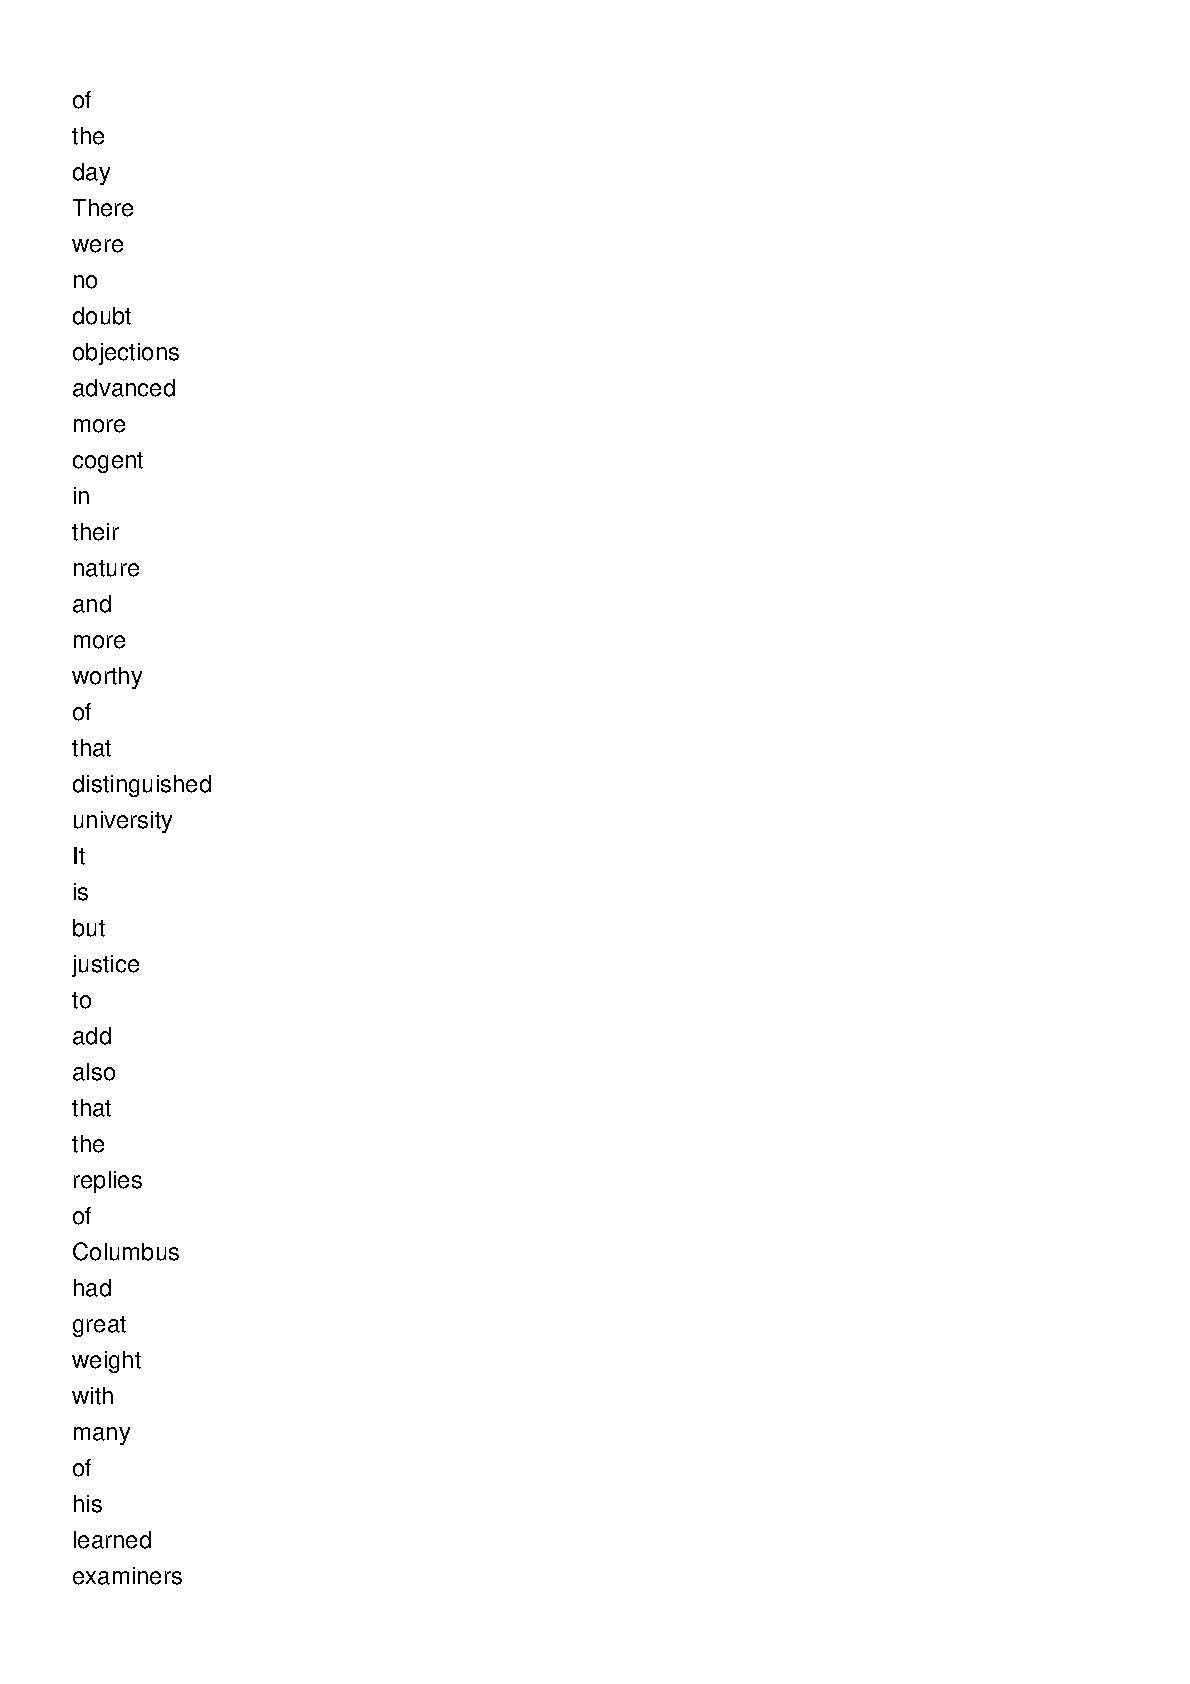 of
the
day
There
were
no
doubt
objections
advanced
more
cogent
in
their
nature
and
more
worthy
of
that
distinguished
university
It
is
but
justice
to
add
also
that
the
replies
of
Columbus
had
great
weight
with
many
of
his
learned
examiners